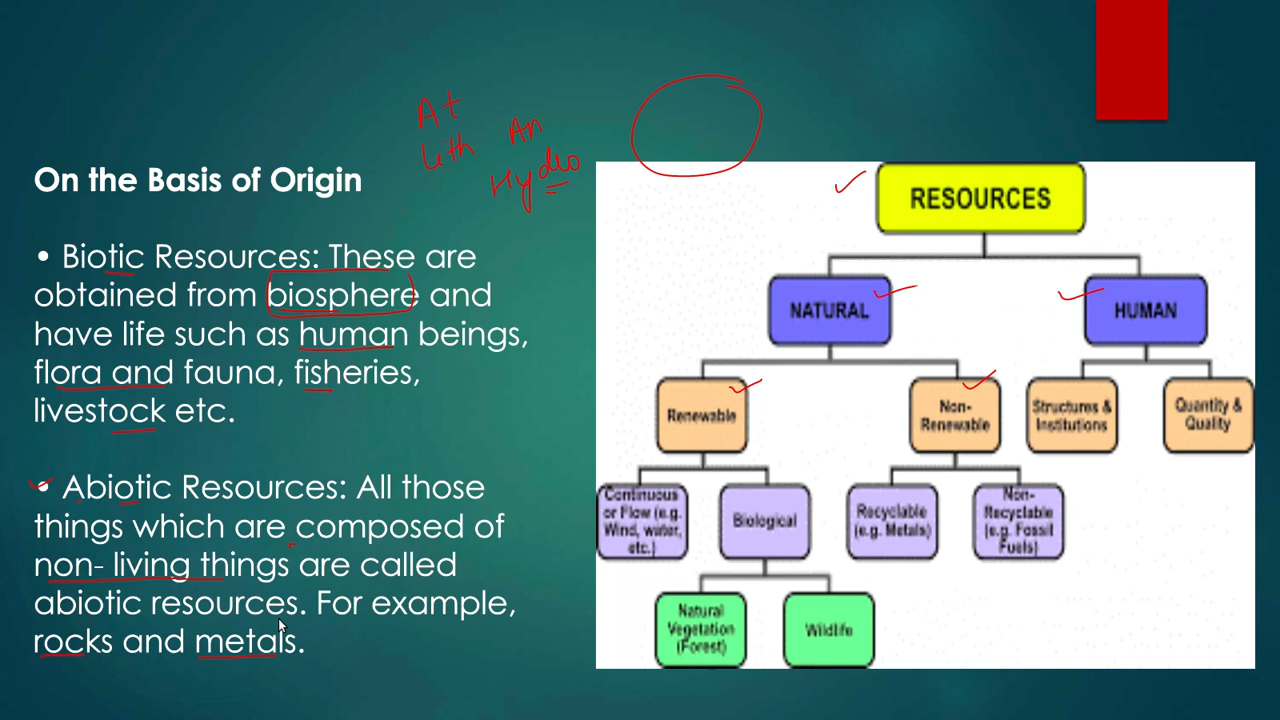 At
An
Lith
Hydro
On the Basis of Origin
• Biotic Resources: These are
obtained from biosphere and
have life such as human beings,
flora and fauna, fisheries,
livestock etc.
• Abiotic Resources: All those
things which are composed of
non- living things are called
abiotic resources. For example,
rocks and metals.
RESOURCES
NATURAL
HUMAN
Renewable
Non-
Renewable
Structures &
Institutions
Quantity &
Quality
Continuous
or Flow (e.g.
Wind, water,
etc.)
Biological
Recyclable
(e.g. Metals)
Non-
Recyclable
(e.g. Fossil
Fuels)
Natural
Vegetation
(Forest)
Wildlife